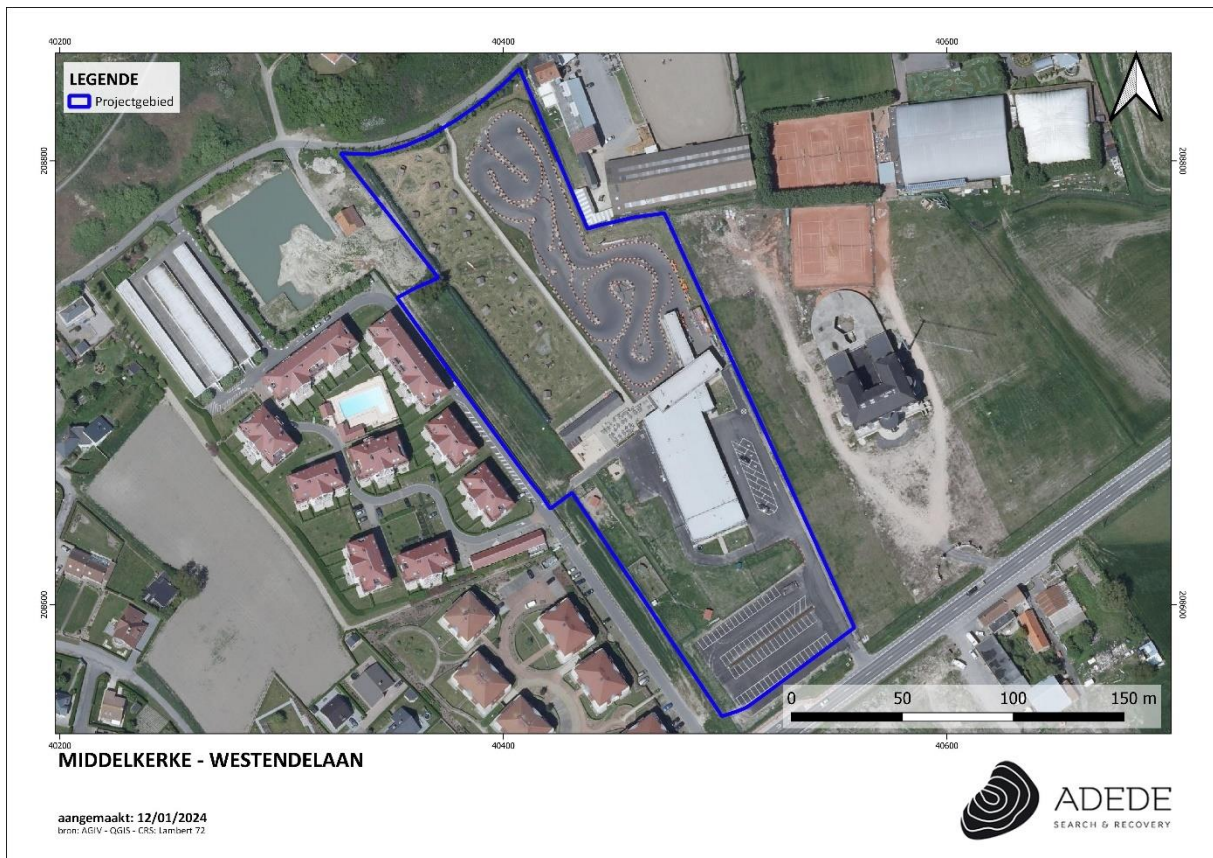 40200
40400
40600
LEGENDE
Projectgebied
208800
208800
208600
208600
0 50 100 150 m
40200
40400
40600
MIDDELKERKE - WESTENDELAAN
aangemaakt: 12/01/2024
bron: AGIV - QGIS - CRS: Lambert 72
ADEDE
SEARCH & RECOVERY